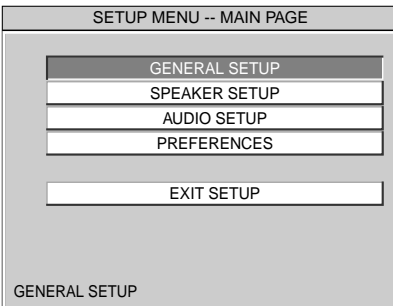 SETUP MENU -- MAIN PAGE
GENERAL SETUP
SPEAKER SETUP
AUDIO SETUP
PREFERENCES
EXIT SETUP
GENERAL SETUP